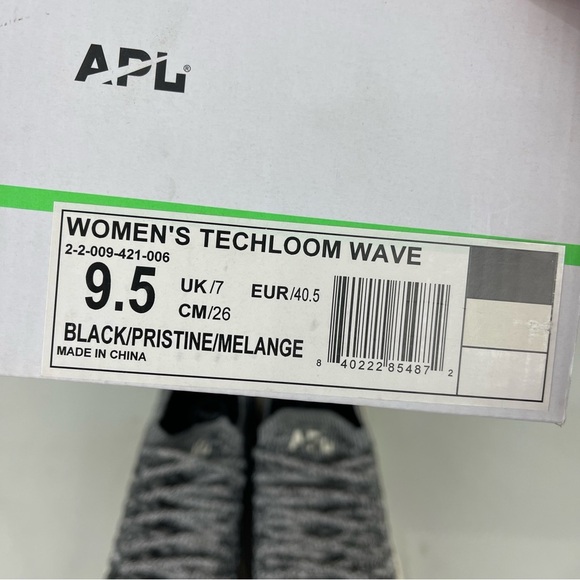 APL®
WOMEN'S TECHLOOM WAVE
2-2-009-421-006
9.5 UK/7 EUR/40.5
CM/26
BLACK/PRISTINE/MELANGE
MADE IN CHINA
8 40222 85487 2
APL